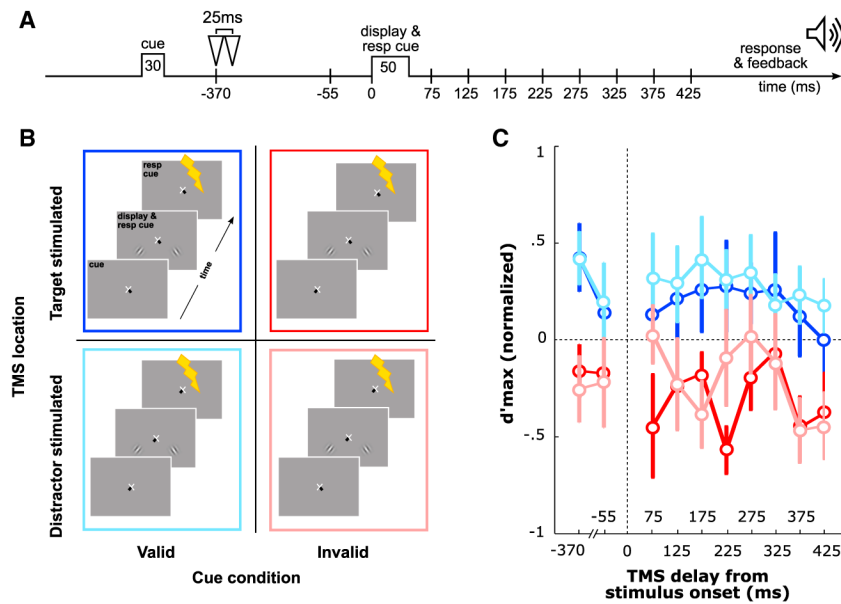 A
25ms
cue
30
display &
resp cue
50
response
& feedback
-370
-55
0
75
125
175
225
275
325
375
425
time (ms)
B
C
TMS location
Target stimulated
Distractor stimulated
resp
cue
display &
resp cue
cue
time
Valid
Invalid
Cue condition
d'max (normalized)
1
.5
0
-.5
-1
-55
75
175
275
375
-370
0
125
225
325
425
TMS delay from
stimulus onset (ms)